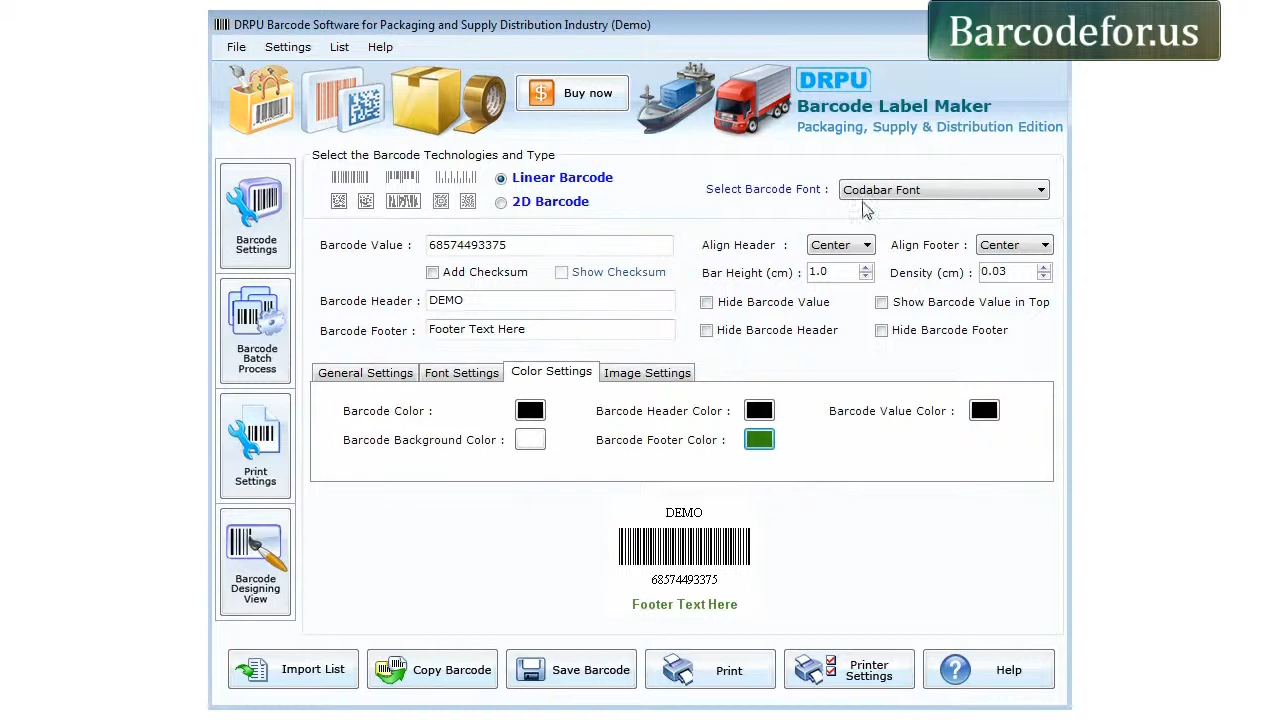 DRPU Barcode Software for Packaging and Supply Distribution Industry (Demo)
Barcodefor.us
File Settings List Help
Buy now
DRPU
Barcode Label Maker
Packaging, Supply & Distribution Edition
Select the Barcode Technologies and Type
Linear Barcode
2D Barcode
Select Barcode Font : Codabar Font
Barcode Settings
Barcode Batch Process
Print Settings
Barcode Designing View
Barcode Value : 68574493375
Add Checksum Show Checksum
Barcode Header : DEMO
Barcode Footer : Footer Text Here
Align Header : Center Align Footer : Center
Bar Height (cm) : 1.0 Density (cm) : 0.03
Hide Barcode Value Show Barcode Value in Top
Hide Barcode Header Hide Barcode Footer
General Settings Font Settings Color Settings Image Settings
Barcode Color : Barcode Header Color : Barcode Value Color :
Barcode Background Color : Barcode Footer Color :
DEMO
68574493375
Footer Text Here
Import List Copy Barcode Save Barcode Print Printer Settings Help